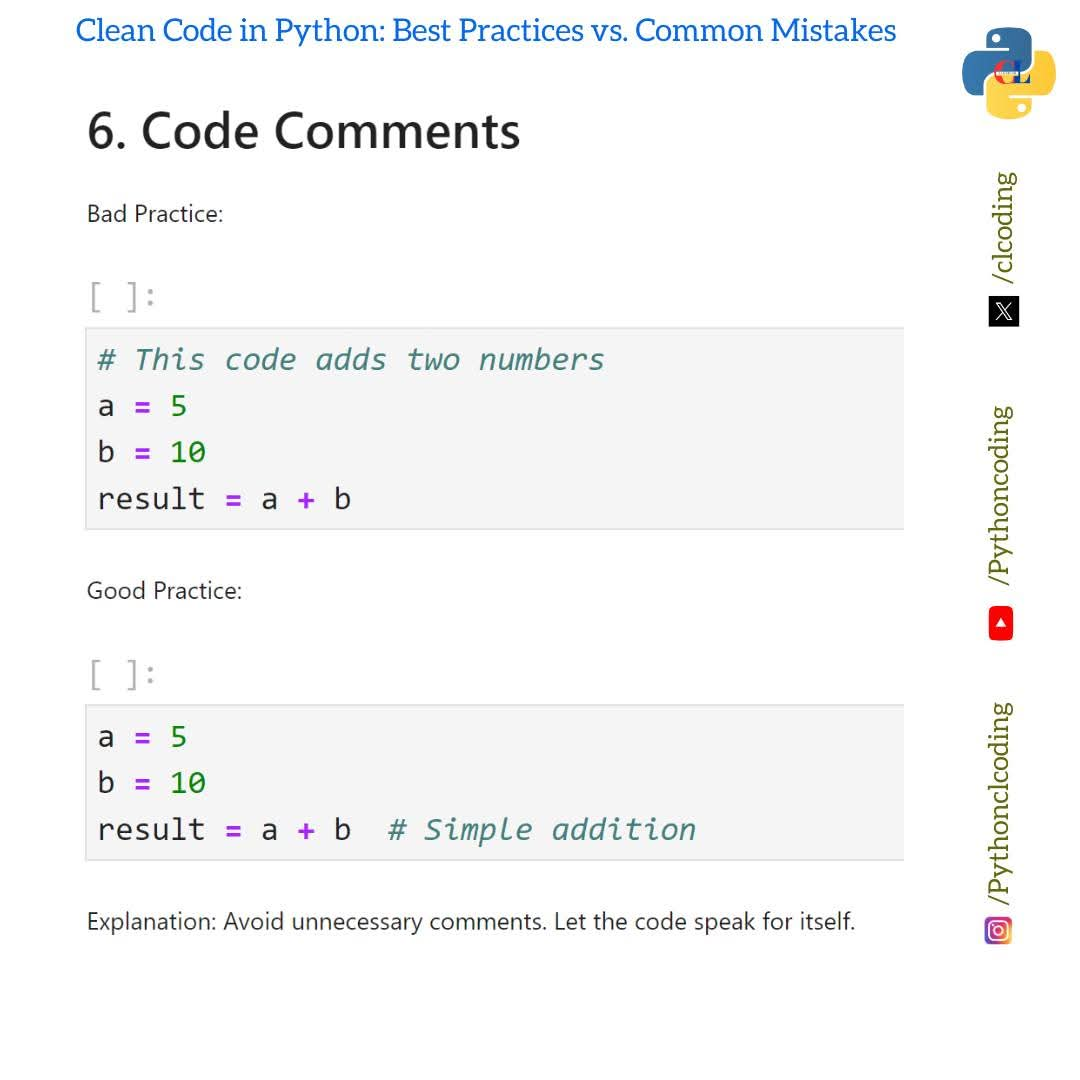 Clean Code in Python: Best Practices vs. Common Mistakes
6. Code Comments
Bad Practice:
[ ]:
# This code adds two numbers
a = 5
b = 10
result = a + b
Good Practice:
[ ]:
a = 5
b = 10
result = a + b  # Simple addition
Explanation: Avoid unnecessary comments. Let the code speak for itself.
CL
/clcoding
/Pythoncoding
/Pythonclcoding